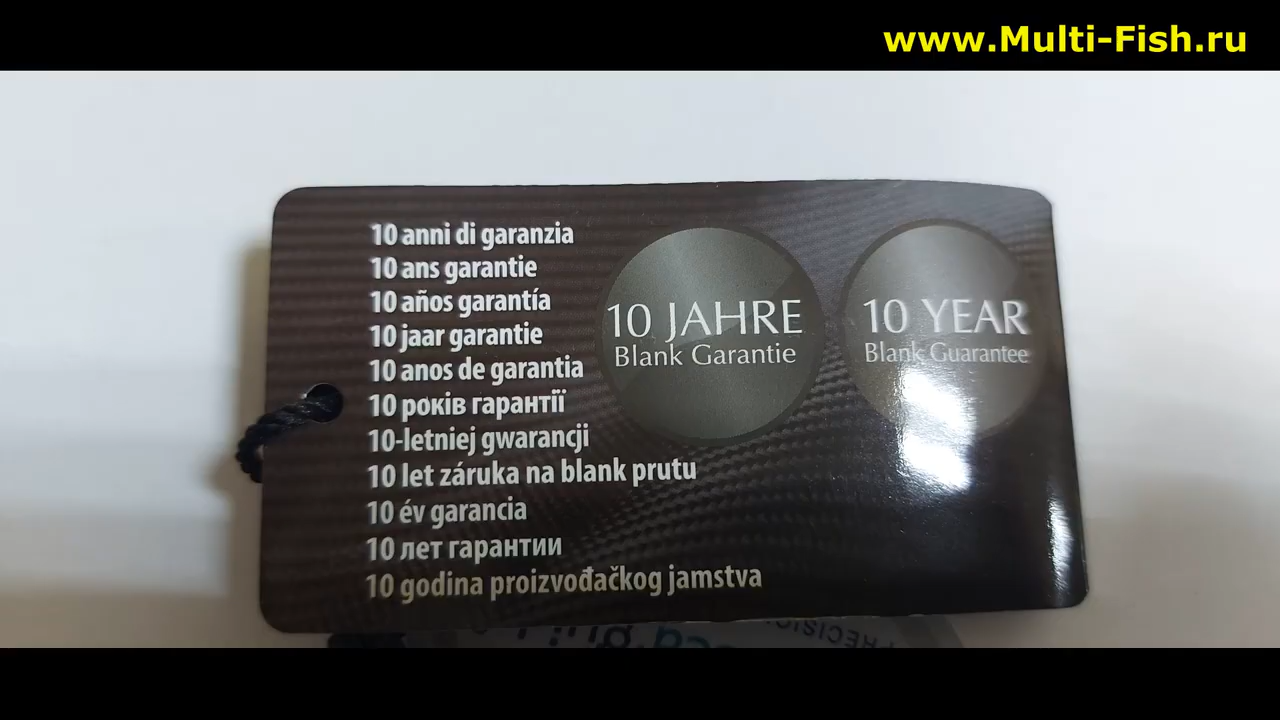 www.Multi-Fish.ru
10 anni di garanzia
10 ans garantie
10 años garantía
10 jaar garantie
10 anos de garantia
10 років гарантії
10-letniej gwarancji
10 let záruka na blank prutu
10 év garancia
10 лет гарантии
10 godina proizvođačkog jamstva
10 JAHRE
Blank Garantie
10 YEAR
Blank Guarantee